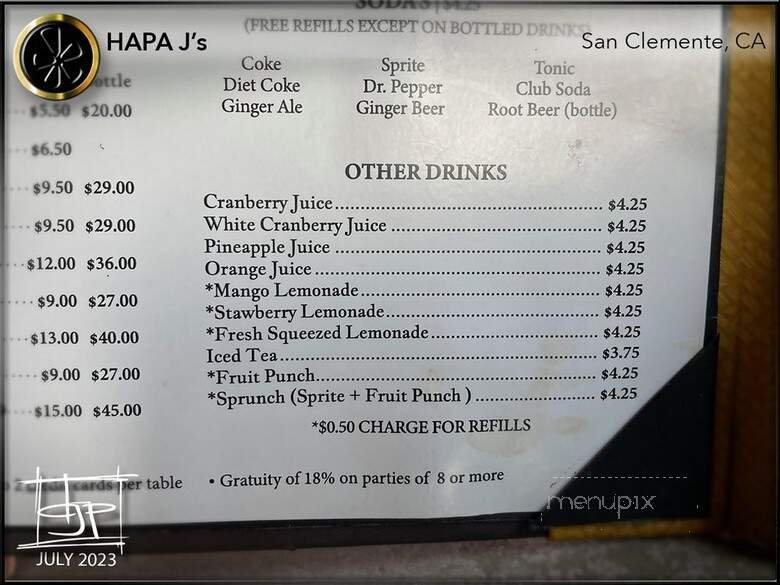 HAPA J's
San Clemente, CA
SODAS | $4.25
(FREE REFILLS EXCEPT ON BOTTLED DRINKS)
Coke Sprite Tonic
Diet Coke Dr. Pepper Club Soda
Ginger Ale Ginger Beer Root Beer (bottle)
$5.50 $20.00
$6.50
$9.50 $29.00
$9.50 $29.00
$12.00 $36.00
$9.00 $27.00
$13.00 $40.00
$9.00 $27.00
$15.00 $45.00
OTHER DRINKS
Cranberry Juice $4.25
White Cranberry Juice $4.25
Pineapple Juice $4.25
Orange Juice $4.25
*Mango Lemonade $4.25
*Stawberry Lemonade $4.25
*Fresh Squeezed Lemonade $4.25
Iced Tea $3.75
*Fruit Punch $4.25
*Sprunch (Sprite + Fruit Punch ) $4.25
*$0.50 CHARGE FOR REFILLS
cards per table • Gratuity of 18% on parties of 8 or more
menupix
JULY 2023